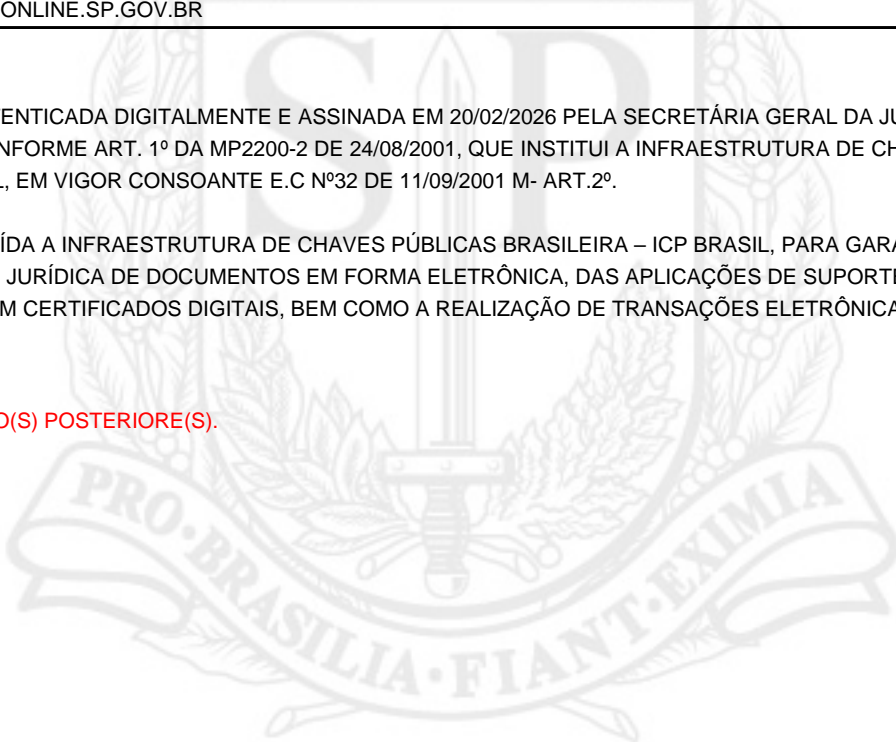 ONLINE.SP.GOV.BR
ENTICADA DIGITALMENTE E ASSINADA EM 20/02/2026 PELA SECRETÁRIA GERAL DA JU
NFORME ART. 1º DA MP2200-2 DE 24/08/2001, QUE INSTITUI A INFRAESTRUTURA DE CH
L, EM VIGOR CONSOANTE E.C Nº32 DE 11/09/2001 M- ART.2º.
ÍDA A INFRAESTRUTURA DE CHAVES PÚBLICAS BRASILEIRA – ICP BRASIL, PARA GARA
JURÍDICA DE DOCUMENTOS EM FORMA ELETRÔNICA, DAS APLICAÇÕES DE SUPORTE
M CERTIFICADOS DIGITAIS, BEM COMO A REALIZAÇÃO DE TRANSAÇÕES ELETRÔNICA
O(S) POSTERIORE(S).
SP
PRO·BRASILIA·FIANT·EXIMIA